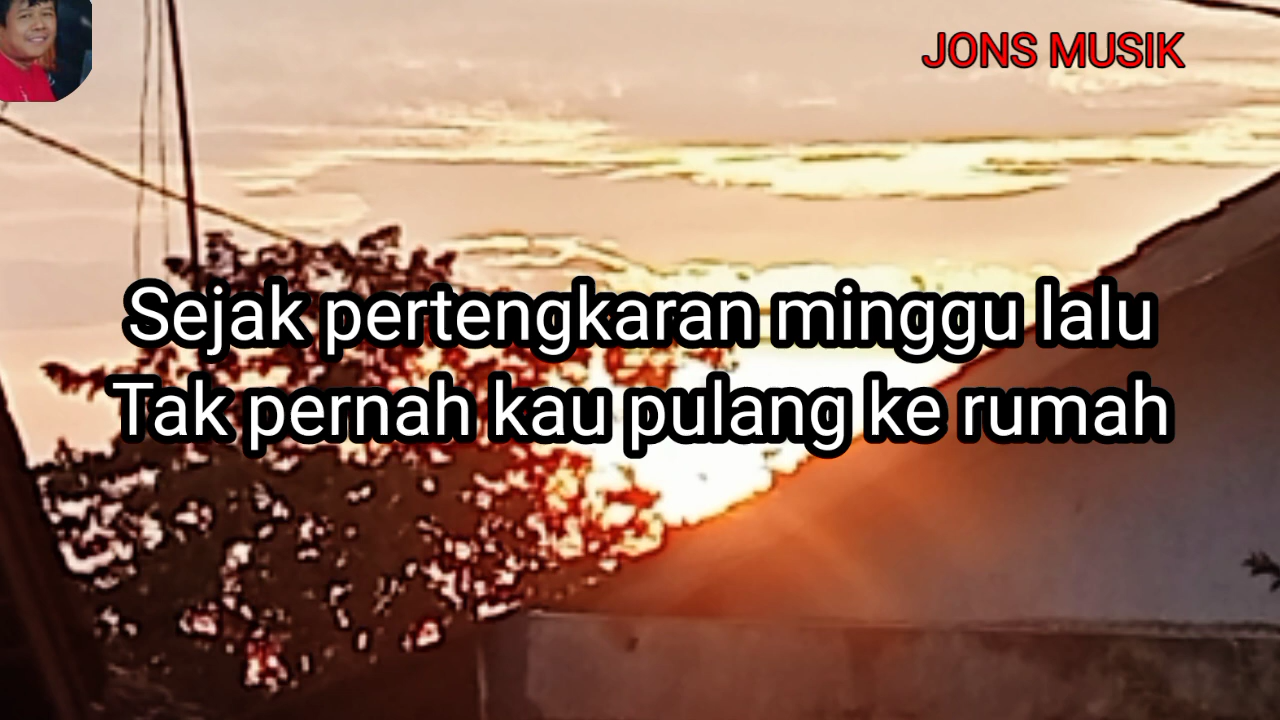 JONS MUSIK
Sejak pertengkaran minggu lalu
Tak pernah kau pulang ke rumah